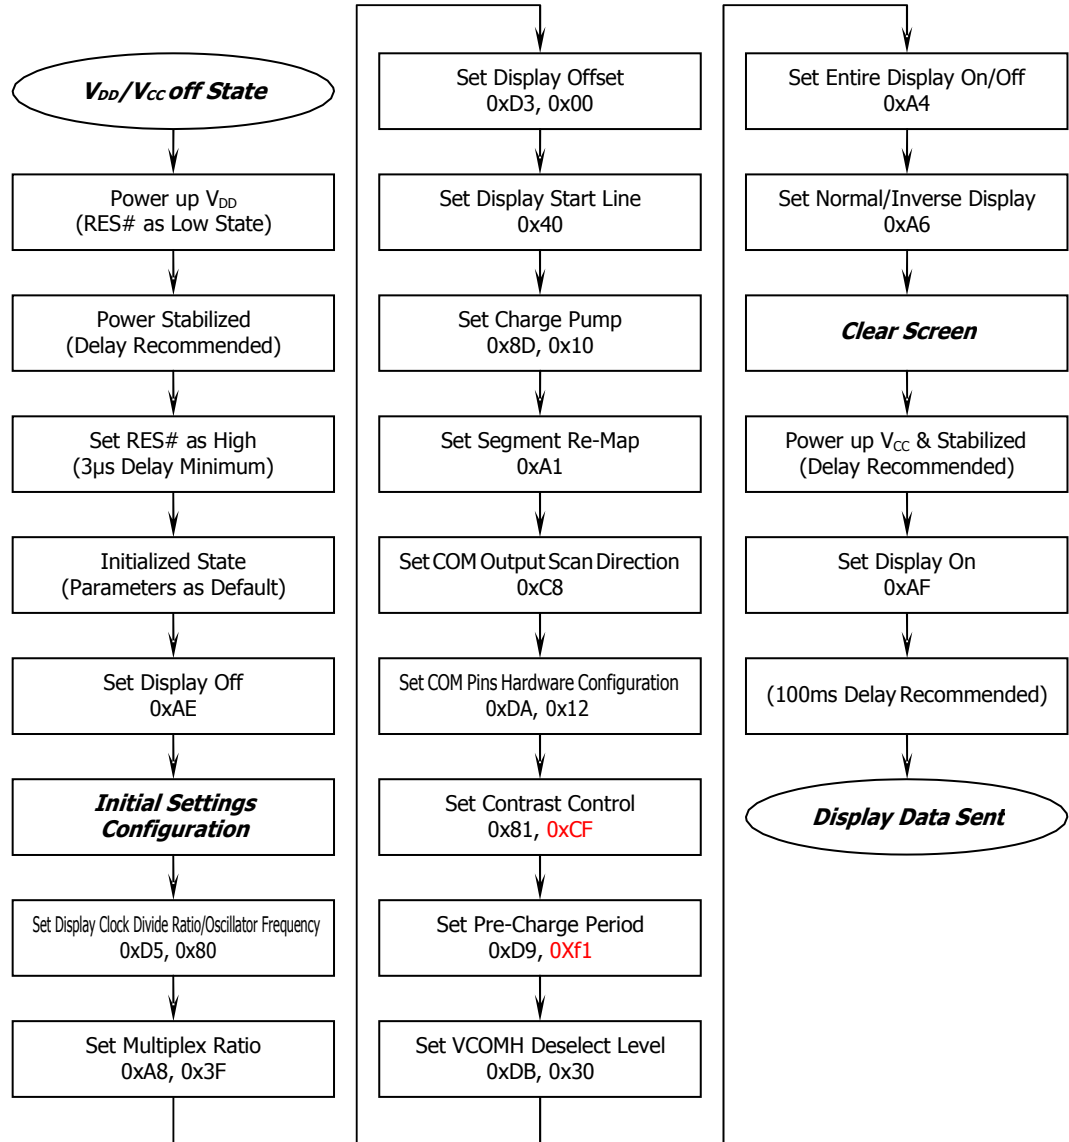 VDD/VCC off State
Power up VDD
(RES# as Low State)
Power Stabilized
(Delay Recommended)
Set RES# as High
(3μs Delay Minimum)
Initialized State
(Parameters as Default)
Set Display Off
0xAE
Initial Settings
Configuration
Set Display Clock Divide Ratio/Oscillator Frequency
0xD5, 0x80
Set Multiplex Ratio
0xA8, 0x3F
Set Display Offset
0xD3, 0x00
Set Display Start Line
0x40
Set Charge Pump
0x8D, 0x10
Set Segment Re-Map
0xA1
Set COM Output Scan Direction
0xC8
Set COM Pins Hardware Configuration
0xDA, 0x12
Set Contrast Control
0x81, 0xCF
Set Pre-Charge Period
0xD9, 0Xf1
Set VCOMH Deselect Level
0xDB, 0x30
Set Entire Display On/Off
0xA4
Set Normal/Inverse Display
0xA6
Clear Screen
Power up VCC & Stabilized
(Delay Recommended)
Set Display On
0xAF
(100ms Delay Recommended)
Display Data Sent